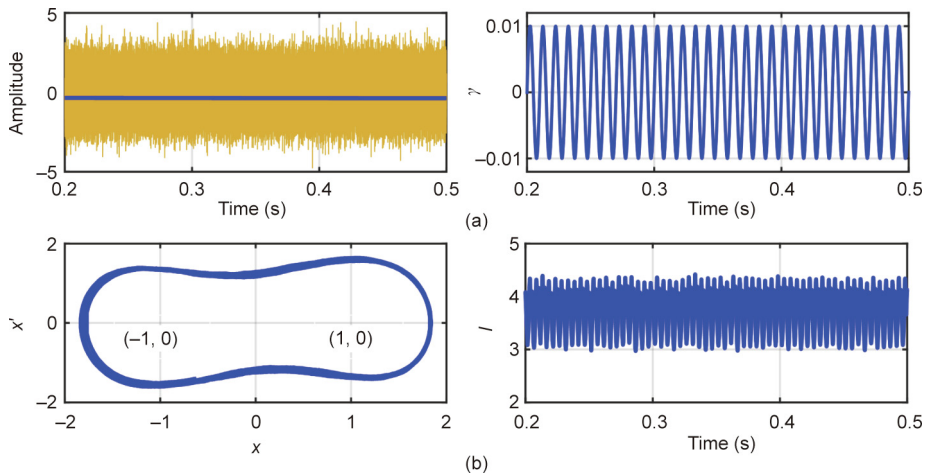 Amplitude
5
0
–5
0.2 0.3 0.4 0.5
Time (s)
γ
0.01
0
–0.01
0.2 0.3 0.4 0.5
Time (s)
(a)
x′
2
0
–2
(–1, 0) (1, 0)
–2 –1 0 1 2
x
I
5
4
3
2
0.2 0.3 0.4 0.5
Time (s)
(b)